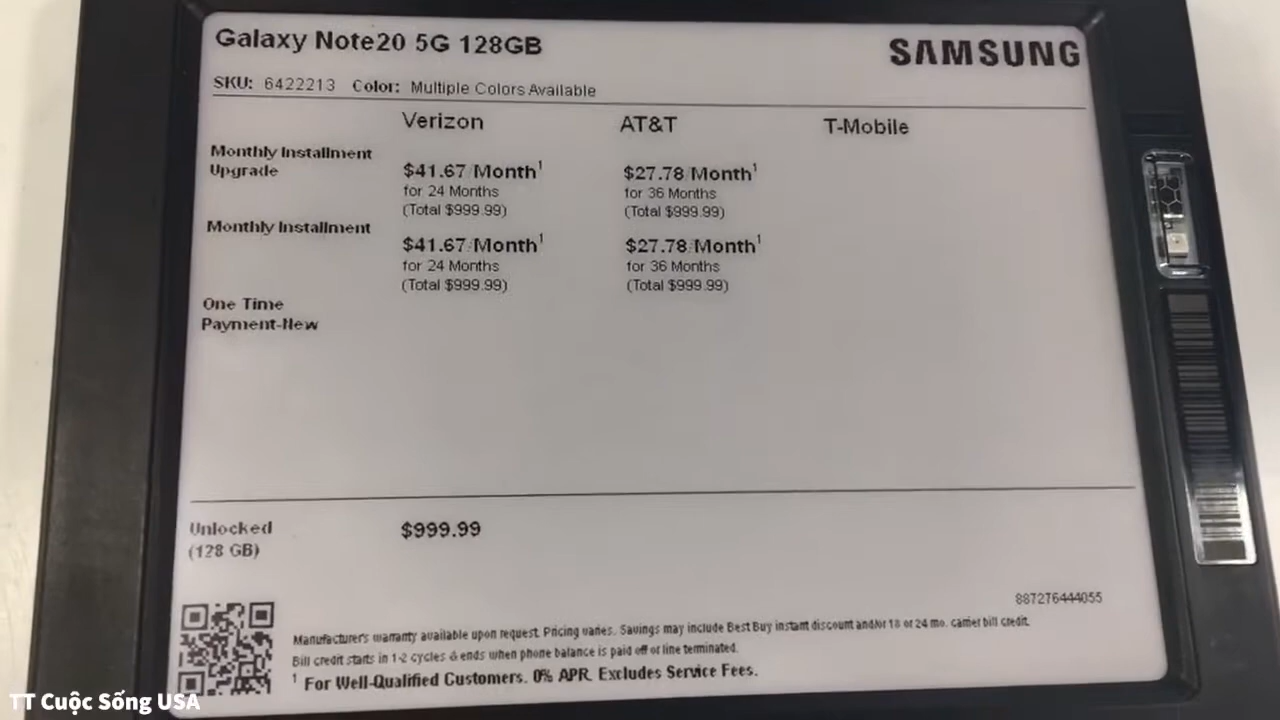 Galaxy Note20 5G 128GB
SAMSUNG
SKU: 6422213 Color: Multiple Colors Available
Verizon AT&T T-Mobile
Monthly Installment
Upgrade
$41.67/Month¹ $27.78/Month¹
for 24 Months for 36 Months
(Total $999.99) (Total $999.99)
Monthly Installment
$41.67/Month¹ $27.78/Month¹
for 24 Months for 36 Months
(Total $999.99) (Total $999.99)
One Time
Payment-New
Unlocked $999.99
(128 GB)
887276444055
Manufacturer's warranty available upon request. Pricing varies. Savings may include Best Buy instant discount and/or 18 or 24 mo. carrier bill credit.
Bill credit starts in 1-2 cycles & ends when phone balance is paid off or line terminated.
¹ For Well-Qualified Customers. 0% APR. Excludes Service Fees.
TT Cuộc Sống USA